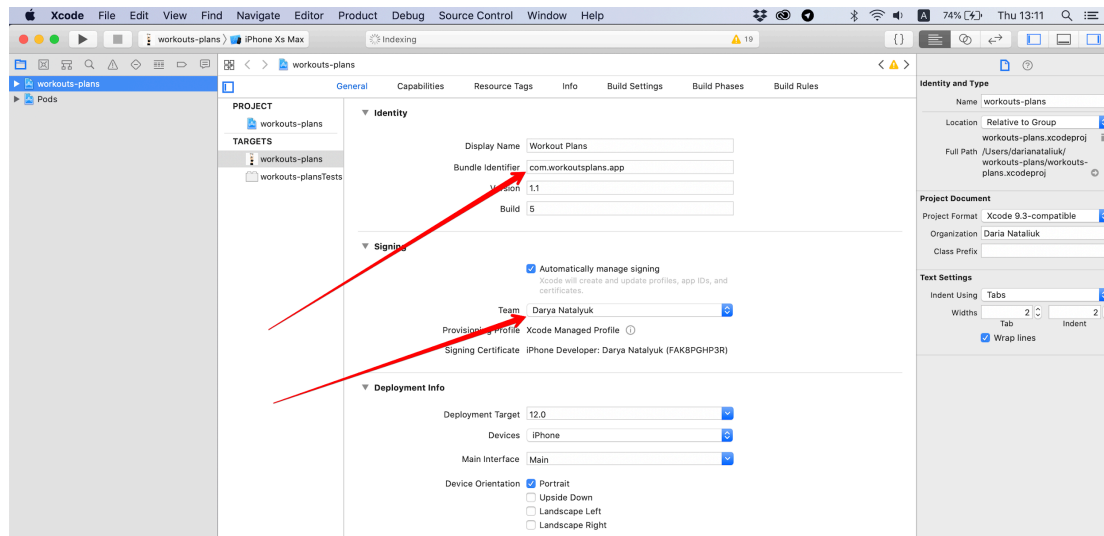 Xcode File Edit View Find Navigate Editor Product Debug Source Control Window Help A 74% Thu 13:11
workouts-plans iPhone Xs Max Indexing 19 {}
workouts-plans
workouts-plans
Pods
General Capabilities Resource Tags Info Build Settings Build Phases Build Rules
PROJECT
workouts-plans
TARGETS
workouts-plans
workouts-plansTests
Identity
Display Name Workout Plans
Bundle Identifier com.workoutsplans.app
Version 1.1
Build 5
Signing
Automatically manage signing
Xcode will create and update profiles, app IDs, and
certificates.
Team Darya Natalyuk
Provisioning Profile Xcode Managed Profile
Signing Certificate iPhone Developer: Darya Natalyuk (FAK8PGHP3R)
Deployment Info
Deployment Target 12.0
Devices iPhone
Main Interface Main
Device Orientation Portrait
Upside Down
Landscape Left
Landscape Right
Identity and Type
Name workouts-plans
Location Relative to Group
workouts-plans.xcodeproj
Full Path /Users/darianataliuk/
workouts-plans/workouts-
plans.xcodeproj
Project Document
Project Format Xcode 9.3-compatible
Organization Daria Nataliuk
Class Prefix
Text Settings
Indent Using Tabs
Widths 2 2
Tab Indent
Wrap lines